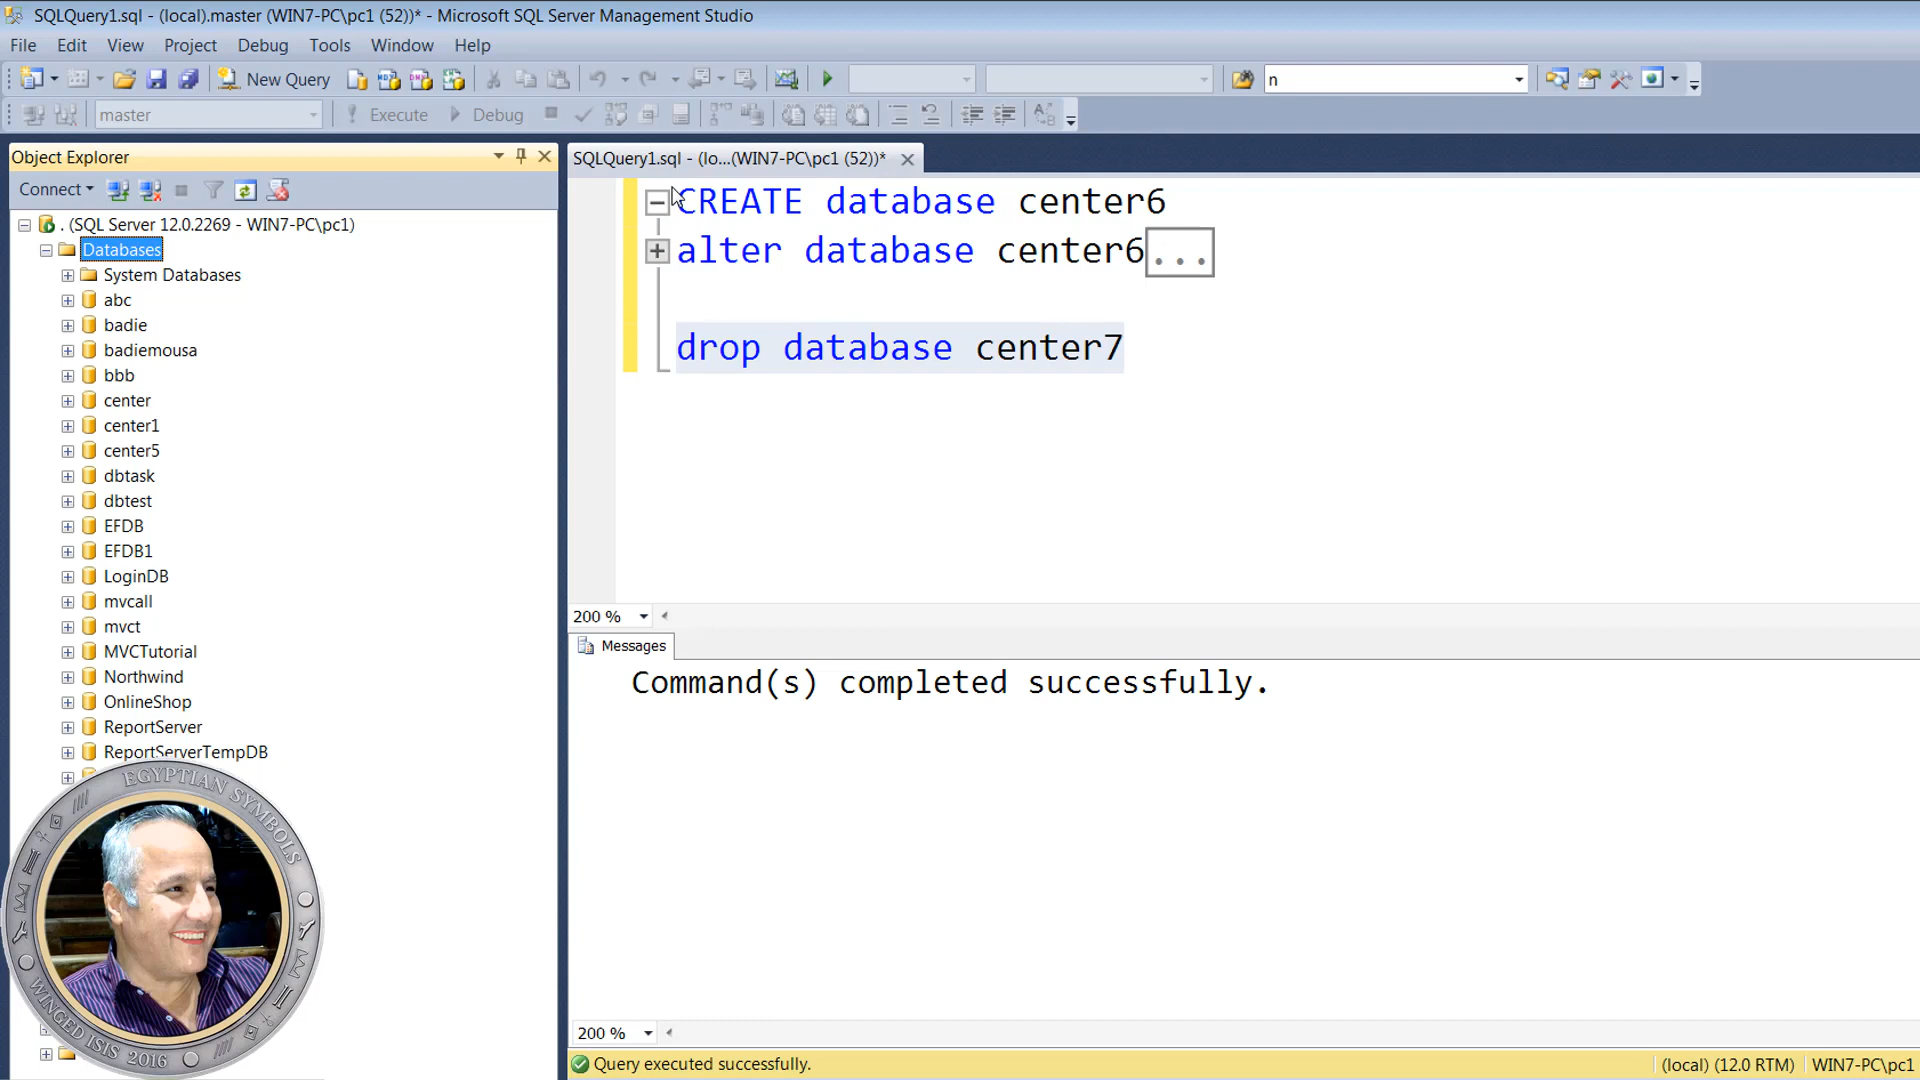 SQLQuery1.sql - (local).master (WIN7-PC\pc1 (52))* - Microsoft SQL Server Management Studio
File Edit View Project Debug Tools Window Help
New Query
n
master
Execute
Debug
Object Explorer
SQLQuery1.sql - (lo...(WIN7-PC\pc1 (52))*
Connect
. (SQL Server 12.0.2269 - WIN7-PC\pc1)
Databases
System Databases
abc
badie
badiemousa
bbb
center
center1
center5
dbtask
dbtest
EFDB
EFDB1
LoginDB
mvcall
mvct
MVCTutorial
Northwind
OnlineShop
ReportServer
ReportServerTempDB
CREATE database center6
alter database center6...
drop database center7
200 %
Messages
Command(s) completed successfully.
200 %
Query executed successfully.
(local) (12.0 RTM)
WIN7-PC\pc1
EGYPTIAN SYMBOLS
WINGED ISIS 2016